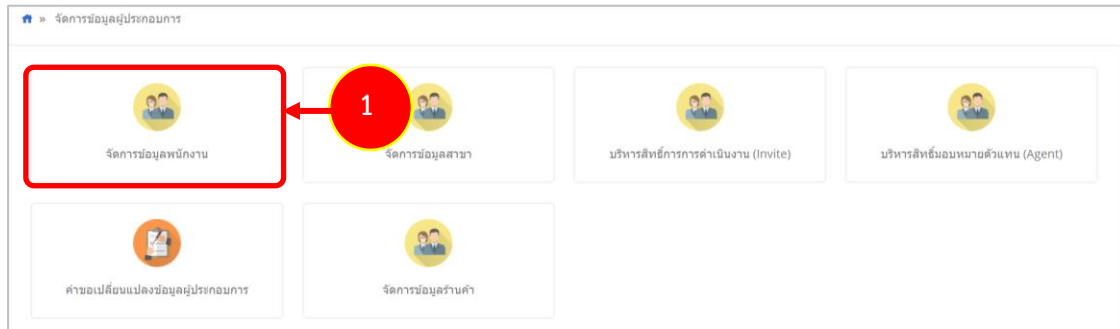 » จัดการข้อมูลผู้ประกอบการ
1
จัดการข้อมูลพนักงาน
จัดการข้อมูลสาขา
บริหารสิทธิ์การการดำเนินงาน (Invite)
บริหารสิทธิ์มอบหมายตัวแทน (Agent)
คำขอเปลี่ยนแปลงข้อมูลผู้ประกอบการ
จัดการข้อมูลร้านค้า